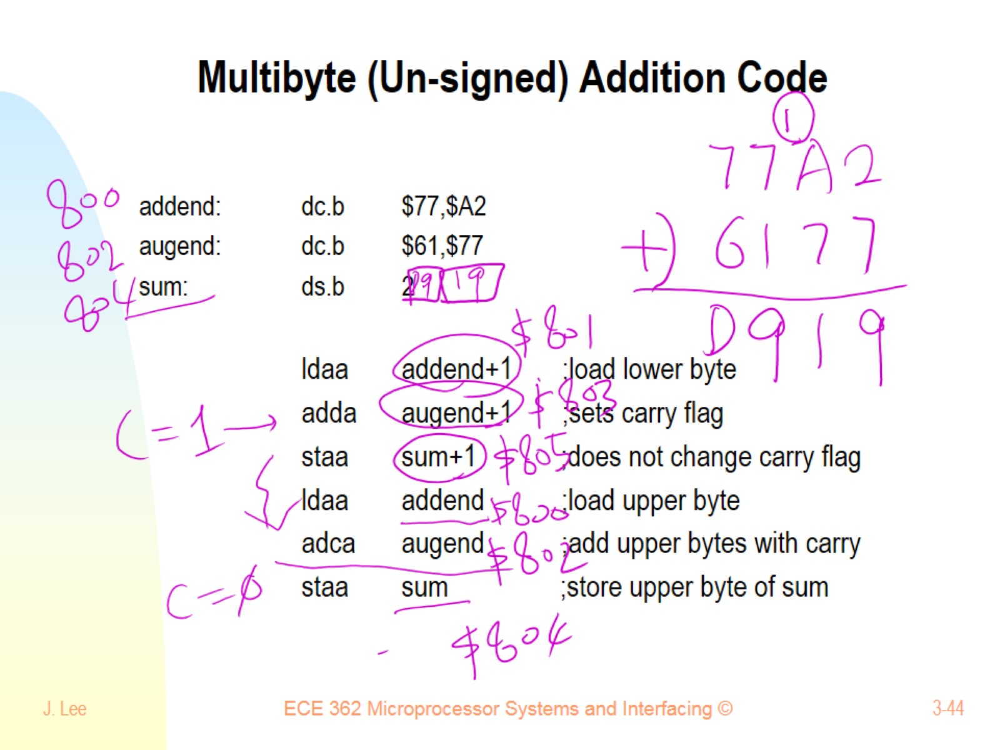 Multibyte (Un-signed) Addition Code
1
77A2
800 addend: dc.b $77,$A2
802 augend: dc.b $61,$77
+) 6177
804 sum: ds.b 2 D9 19
D919
$801
ldaa addend+1 ;load lower byte
C=1 → adda augend+1 $803 ;sets carry flag
staa sum+1 $805 ;does not change carry flag
ldaa addend $800 ;load upper byte
adca augend $802 ;add upper bytes with carry
C=0 staa sum ;store upper byte of sum
$804
J. Lee ECE 362 Microprocessor Systems and Interfacing © 3-44